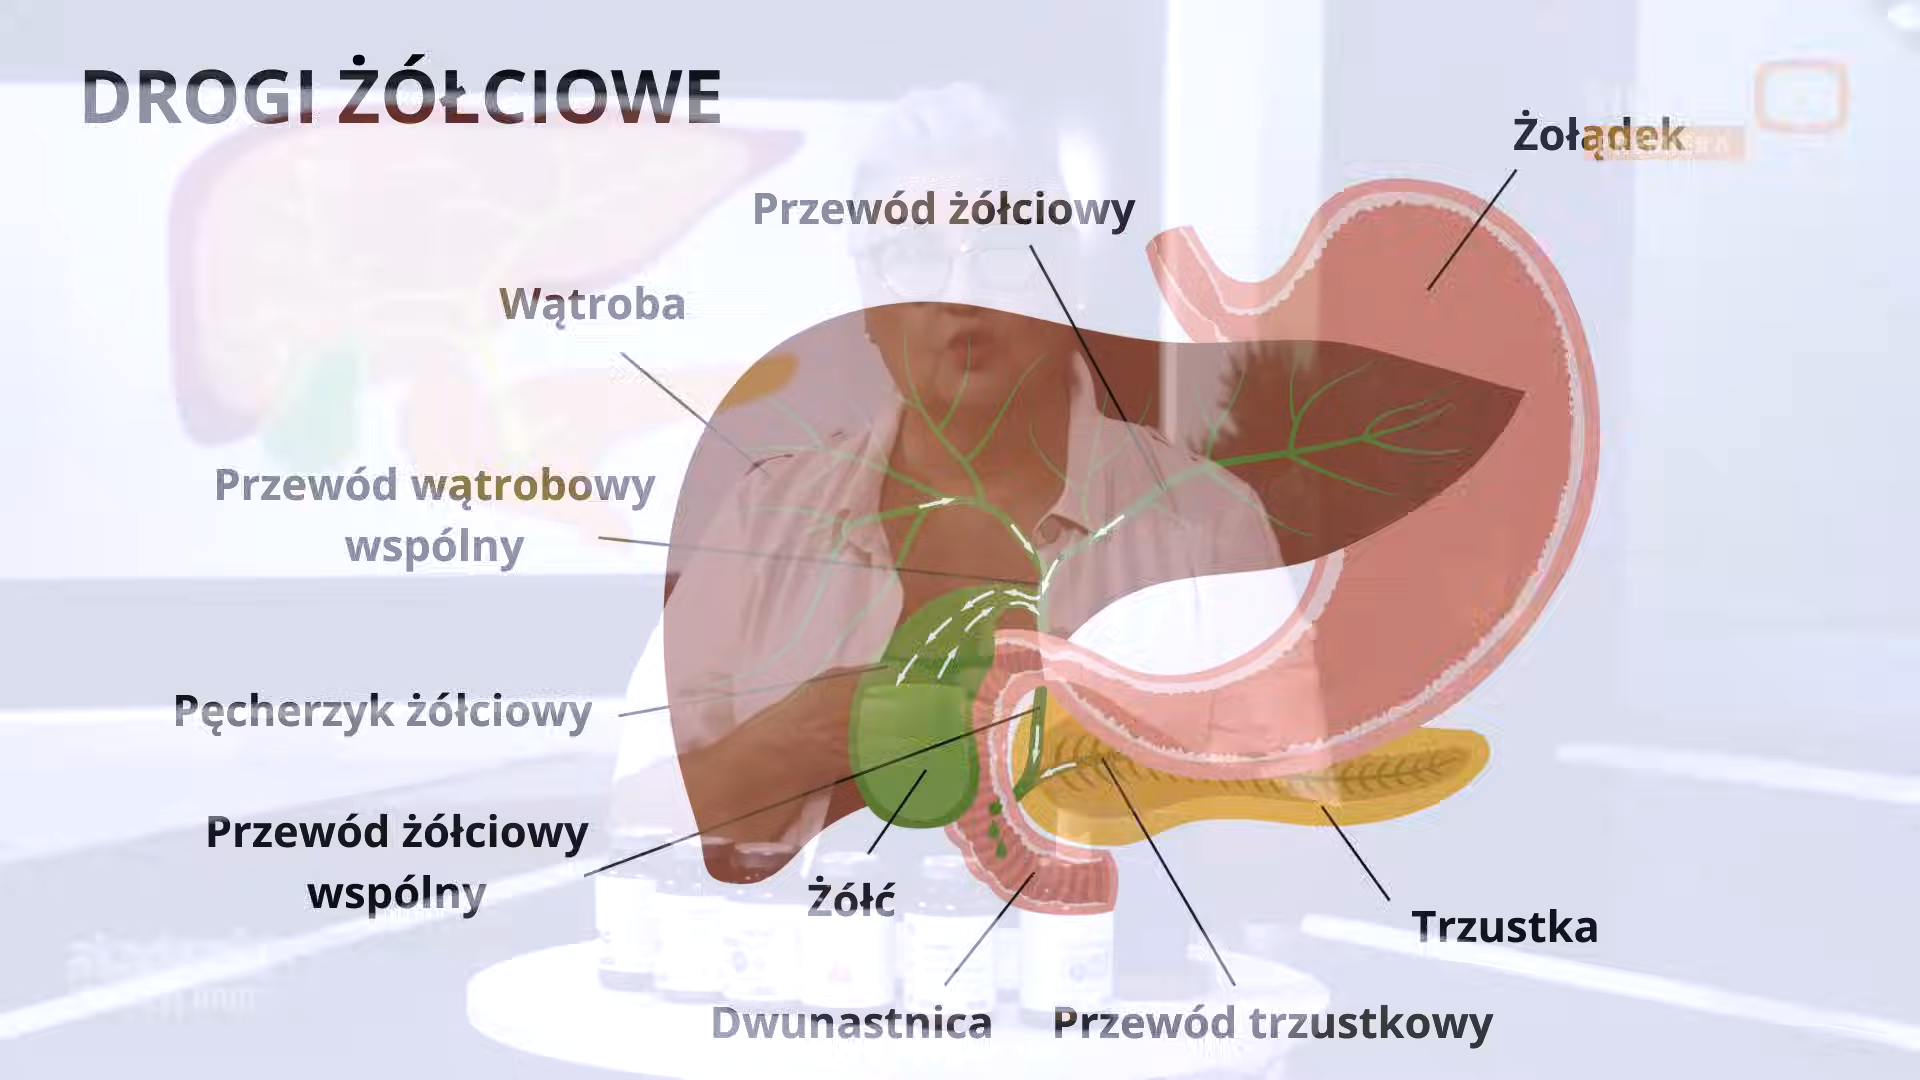 DROGI ŻÓŁCIOWE
Żołądek
Przewód żółciowy
Wątroba
Przewód wątrobowy
wspólny
Pęcherzyk żółciowy
Przewód żółciowy
wspólny
Żółć
Trzustka
Dwunastnica
Przewód trzustkowy